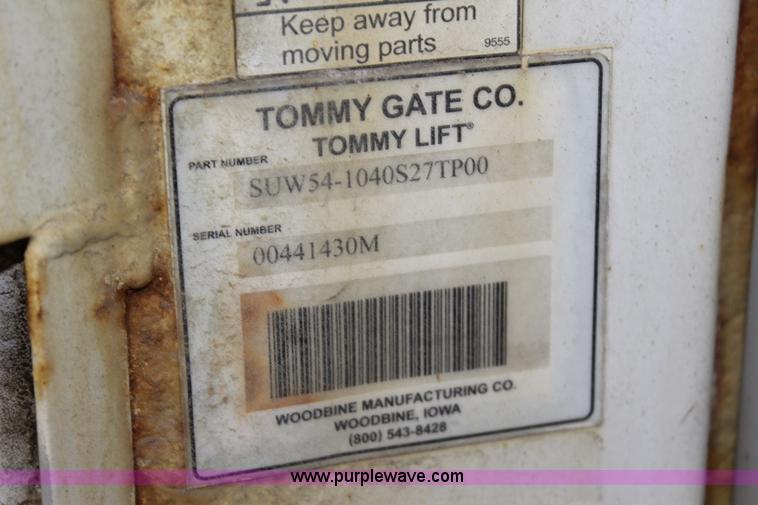 Keep away from
moving parts
9555
TOMMY GATE CO.
TOMMY LIFT®
PART NUMBER
SUW54-1040S27TP00
SERIAL NUMBER
00441430M
WOODBINE MANUFACTURING CO.
WOODBINE, IOWA
(800) 543-8428
www.purplewave.com